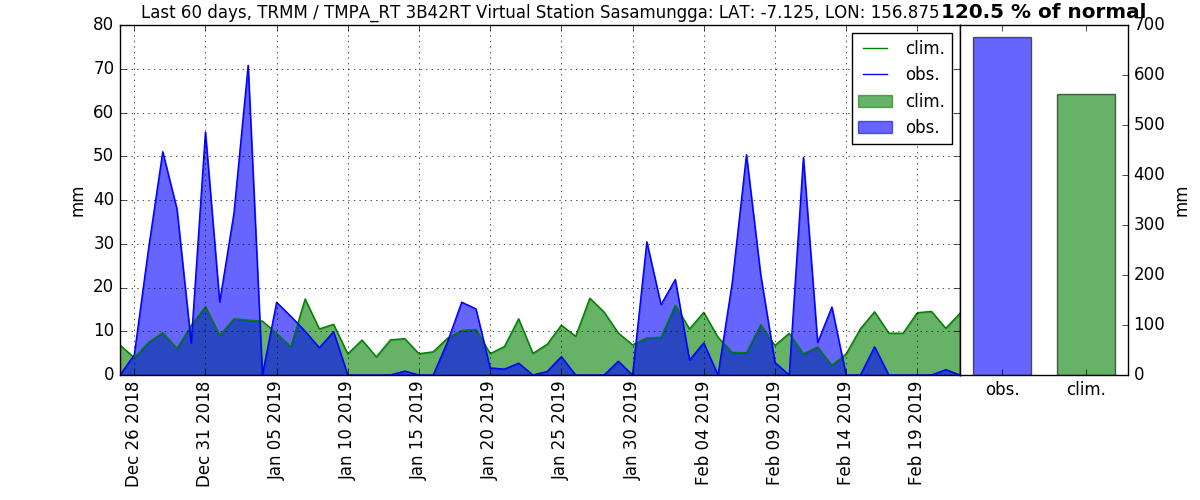 Last 60 days, TRMM / TMPA_RT 3B42RT Virtual Station Sasamungga: LAT: -7.125, LON: 156.875
120.5 % of normal
80
70
60
50
40
30
20
10
0
mm
clim.
obs.
clim.
obs.
700
600
500
400
300
200
100
0
mm
obs.
clim.
Dec 26 2018
Dec 31 2018
Jan 05 2019
Jan 10 2019
Jan 15 2019
Jan 20 2019
Jan 25 2019
Jan 30 2019
Feb 04 2019
Feb 09 2019
Feb 14 2019
Feb 19 2019